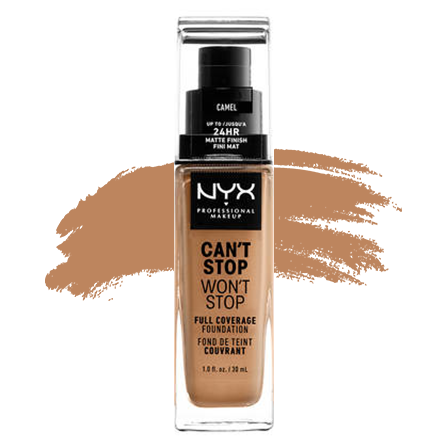 CAMEL
UP TO / JUSQU'A
24HR
MATTE FINISH
FINI MAT
NYX
PROFESSIONAL
MAKEUP
CAN'T
STOP
WON'T
STOP
FULL COVERAGE
FOUNDATION
FOND DE TEINT
COUVRANT
1.0 fl. oz. / 30 mL